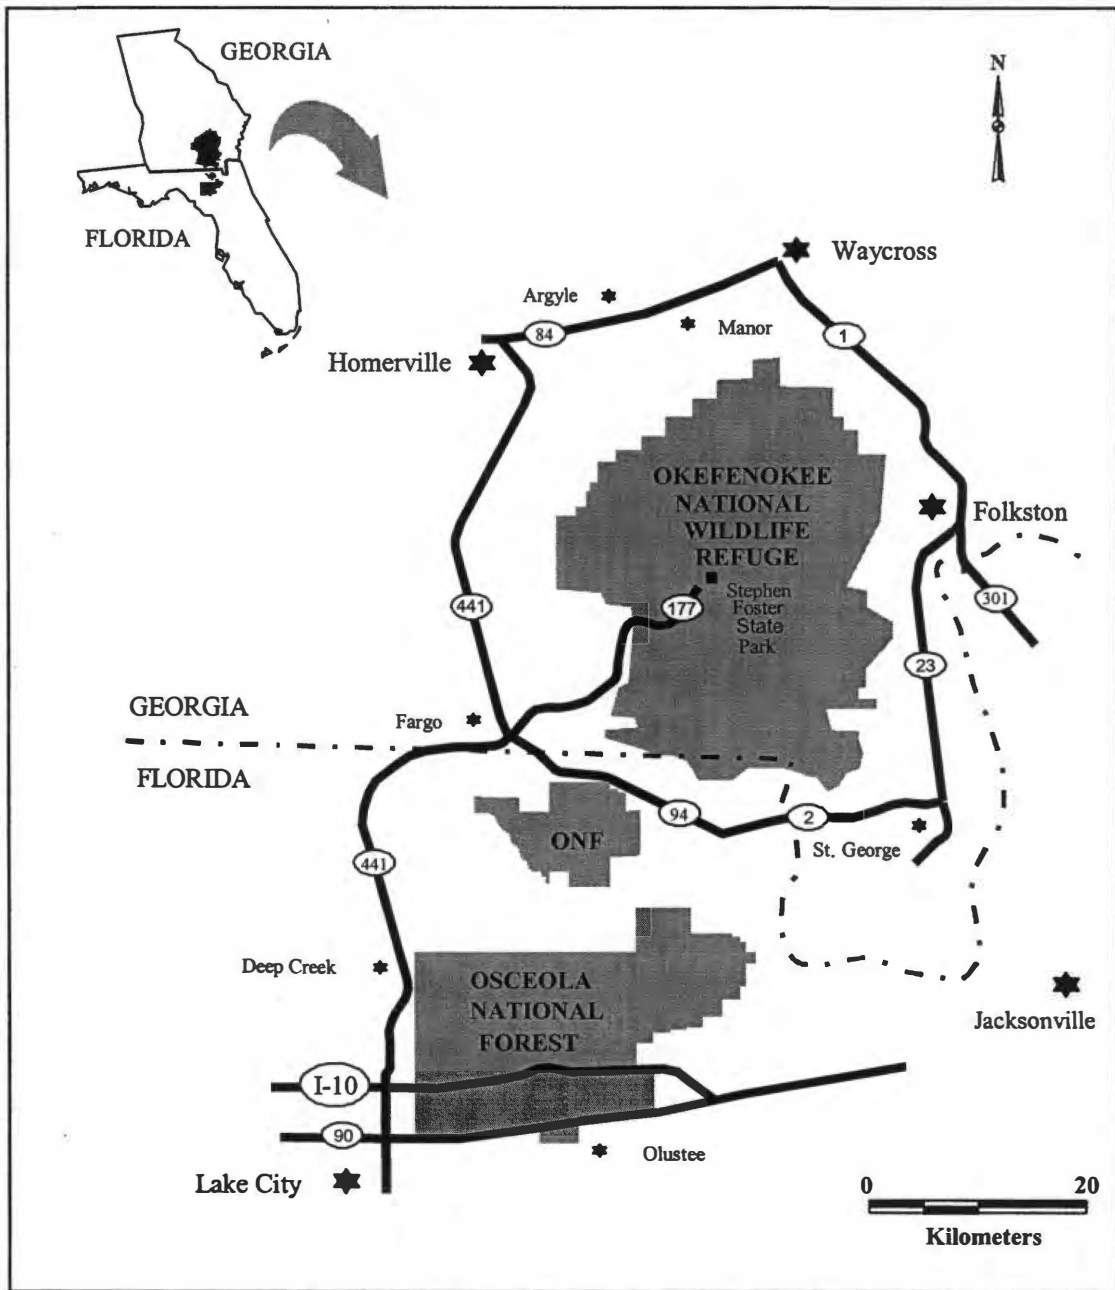 GEORGIA
FLORIDA
N
Waycross
Argyle
Manor
84
1
Homerville
OKEFENOKEE
NATIONAL
WILDLIFE
REFUGE
Folkston
Stephen
Foster
State
Park
177
441
301
23
GEORGIA
Fargo
FLORIDA
94
2
St. George
ONF
441
Deep Creek
OSCEOLA
NATIONAL
FOREST
Jacksonville
I-10
90
Olustee
Lake City
0 20
Kilometers